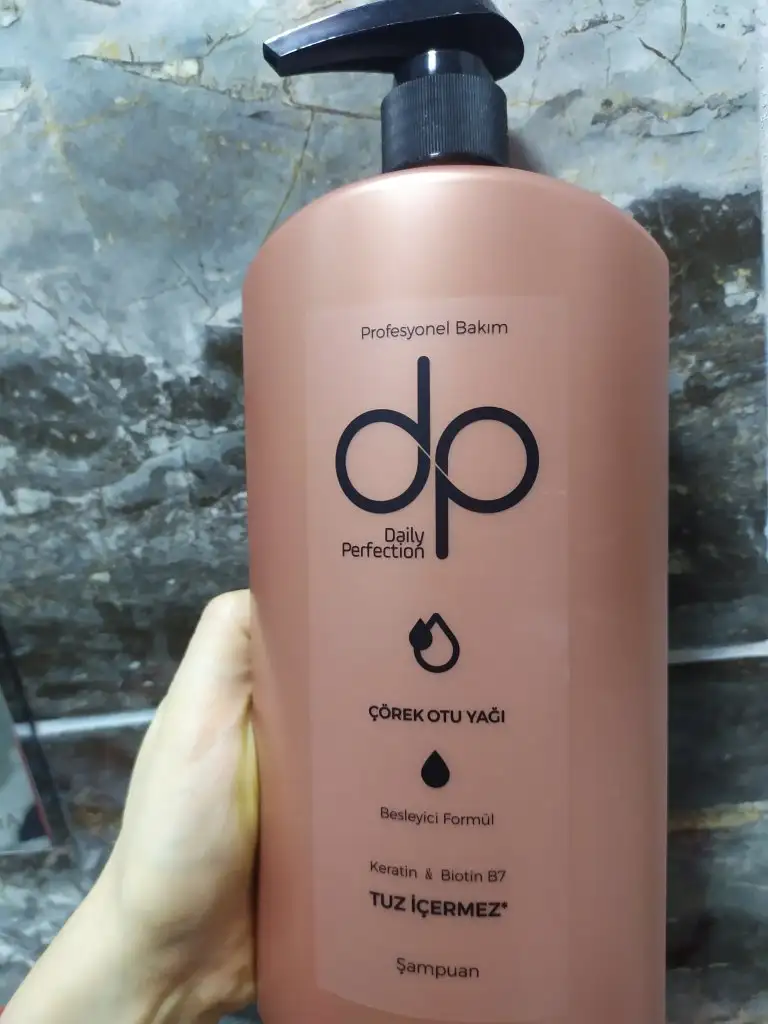 Profesyonel Bakım
dp
Daily
Perfection
ÇÖREK OTU YAĞI
Besleyici Formül
Keratin & Biotin B7
TUZ İÇERMEZ*
Şampuan